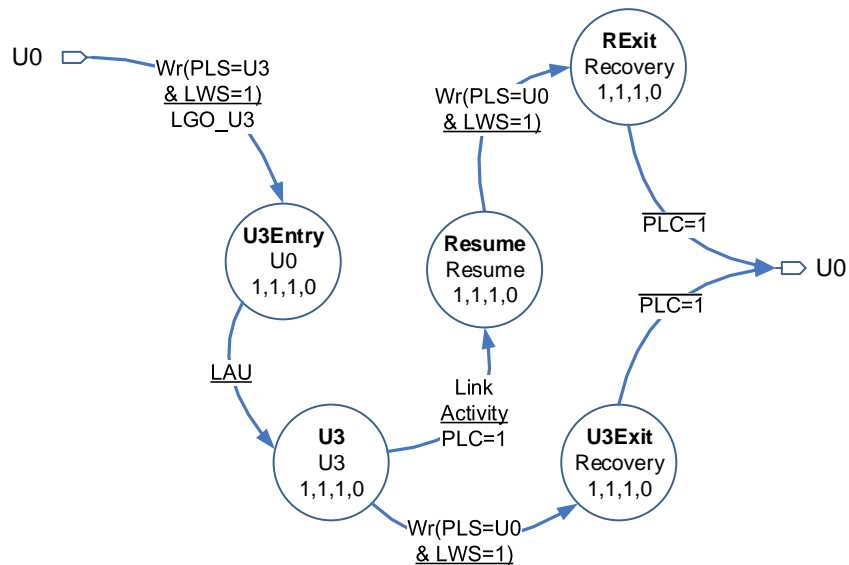 U0
Wr(PLS=U3
& LWS=1)
LGO_U3
U3Entry
U0
1,1,1,0
LAU
U3
U3
1,1,1,0
Link
Activity
PLC=1
Resume
Resume
1,1,1,0
Wr(PLS=U0
& LWS=1)
RExit
Recovery
1,1,1,0
PLC=1
U0
Wr(PLS=U0
& LWS=1)
U3Exit
Recovery
1,1,1,0
PLC=1